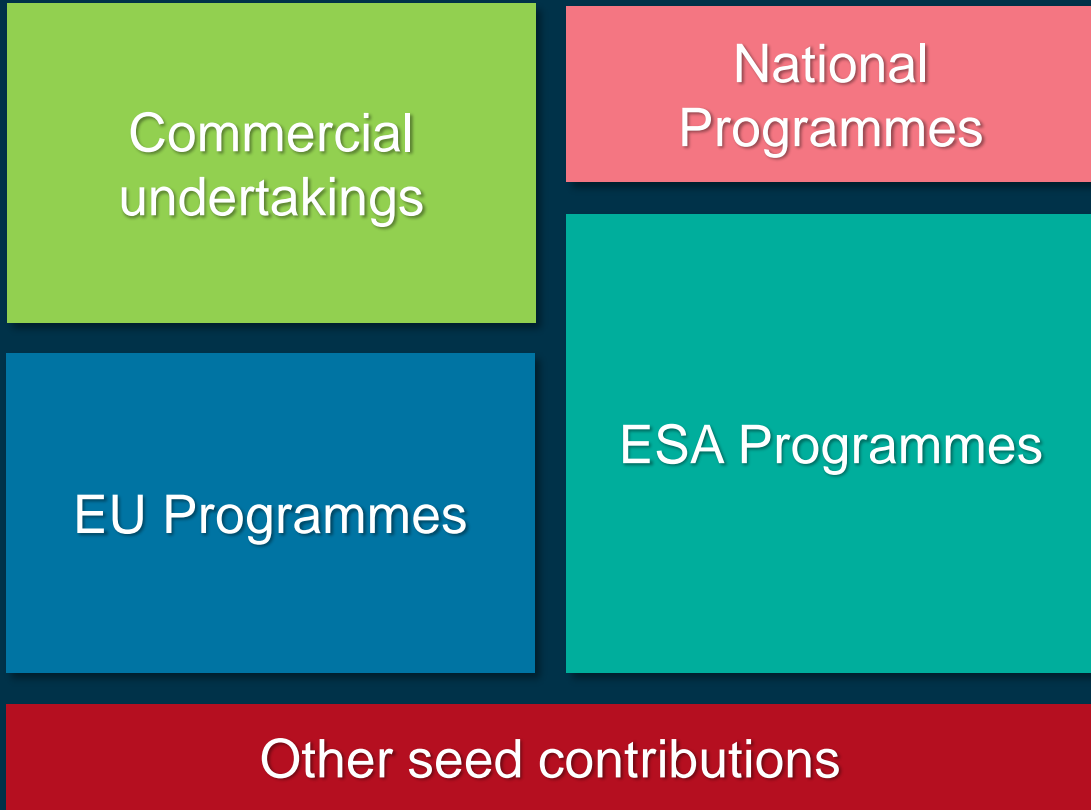 Commercial
undertakings
National
Programmes
EU Programmes
ESA Programmes
Other seed contributions